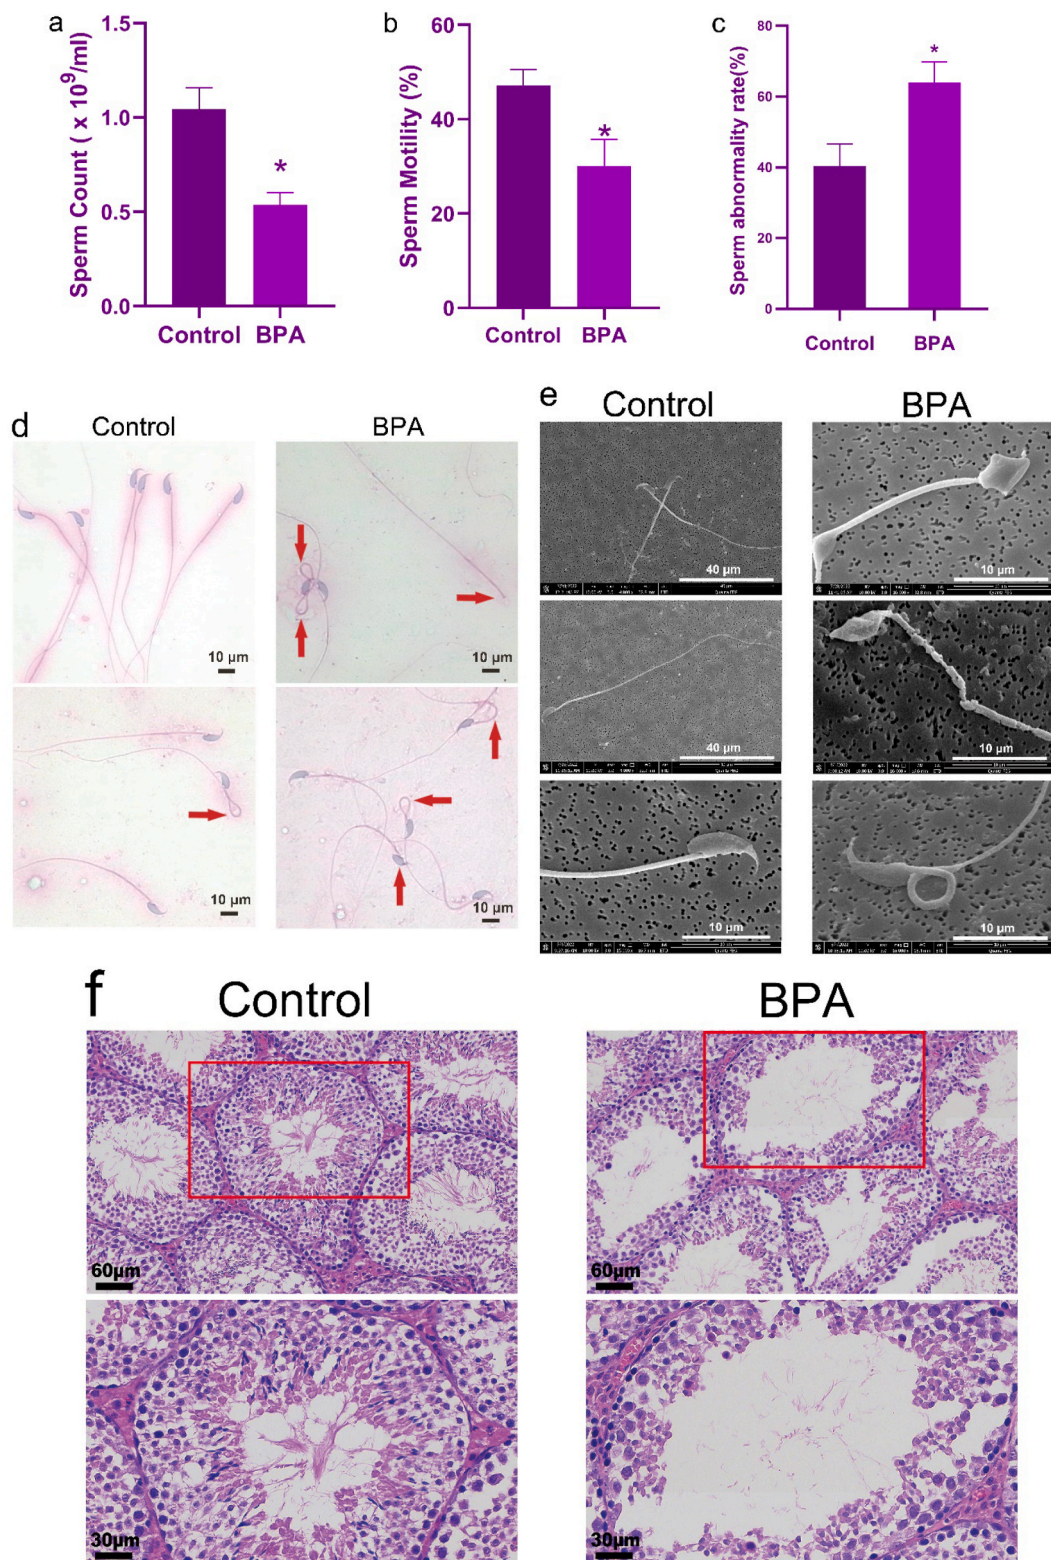 a
Sperm Count ( x 10⁹/ml)
1.5
1.0
0.5
0.0
*
Control
BPA
b
Sperm Motility (%)
60
40
20
0
*
Control
BPA
c
Sperm abnormality rate(%)
80
60
40
20
0
*
Control
BPA
d
Control
BPA
10 µm
10 µm
10 µm
10 µm
e
Control
BPA
40 µm
10 µm
40 µm
10 µm
10 µm
10 µm
f
Control
BPA
60µm
60µm
30µm
30µm